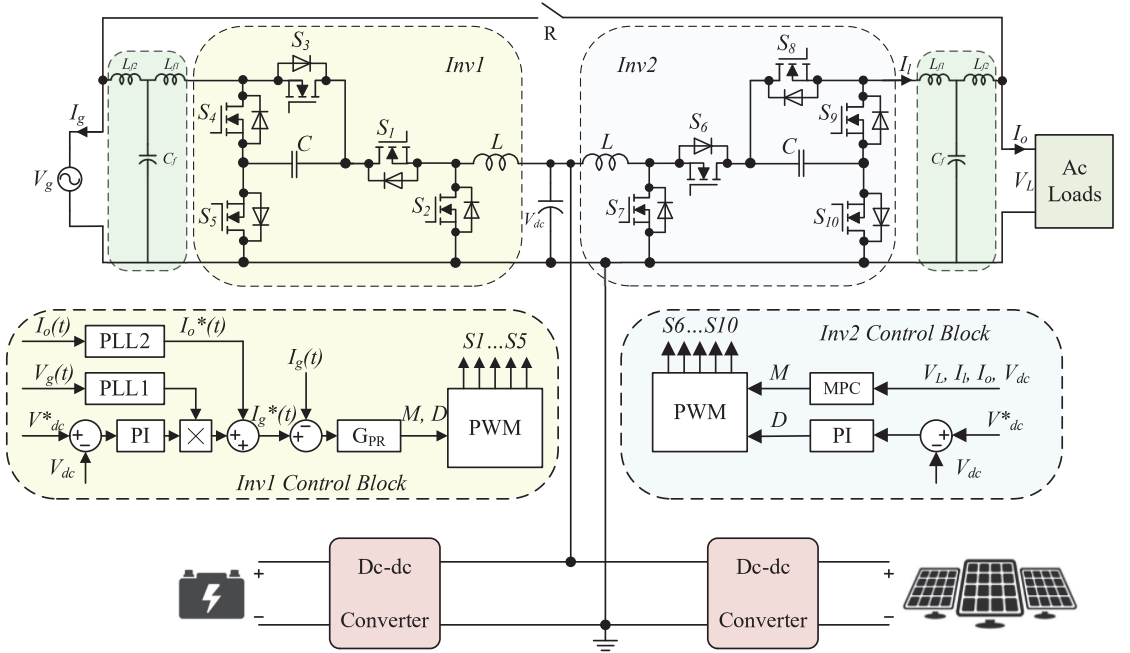 R
S3
Inv1
Inv2
S8
Lf2
Lf1
Il
Lf1
Lf2
S4
S9
Ig
S1
S6
Io
C
L
L
C
Cf
Cf
Vg
VL
Ac
Loads
S5
S2
Vdc
S7
S10
Io(t)
PLL2
Io*(t)
S1...S5
Ig(t)
Vg(t)
PLL1
V*dc
+
−
PI
×
+
+
Ig*(t)
−
+
GPR
M, D
PWM
Vdc
Inv1 Control Block
S6...S10
Inv2 Control Block
PWM
M
MPC
VL, Il, Io, Vdc
D
PI
+
−
V*dc
Vdc
+
−
Dc-dc
Converter
Dc-dc
Converter
+
−